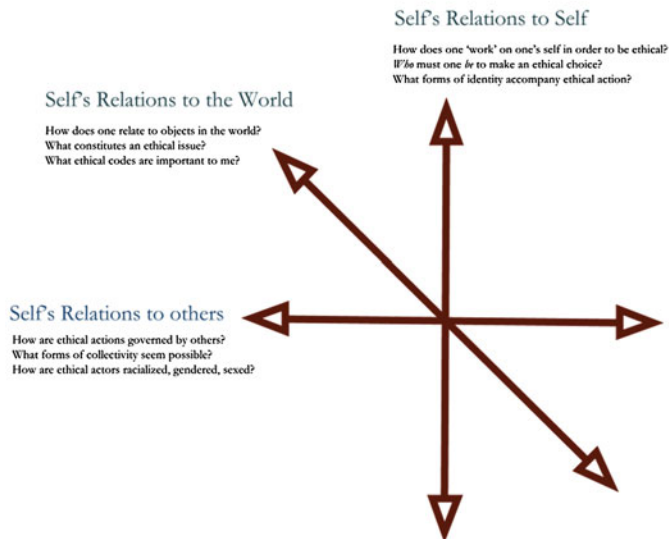 Self's Relations to Self
How does one 'work' on one's self in order to be ethical?
Who must one be to make an ethical choice?
What forms of identity accompany ethical action?
Self's Relations to the World
How does one relate to objects in the world?
What constitutes an ethical issue?
What ethical codes are important to me?
Self's Relations to others
How are ethical actions governed by others?
What forms of collectivity seem possible?
How are ethical actors racialized, gendered, sexed?